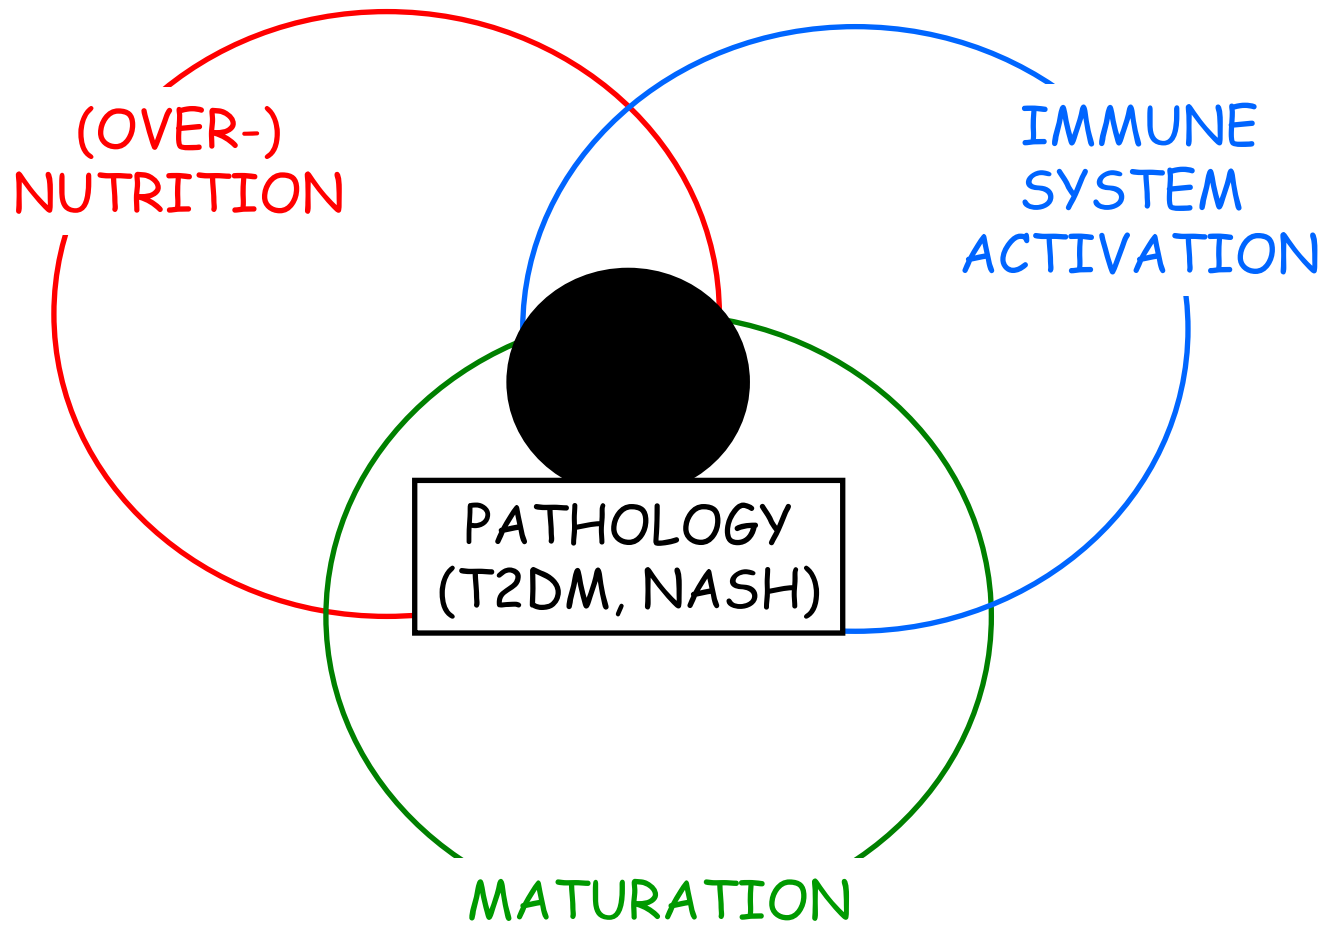 (OVER-)
NUTRITION
IMMUNE
SYSTEM
ACTIVATION
PATHOLOGY
(T2DM, NASH)
MATURATION